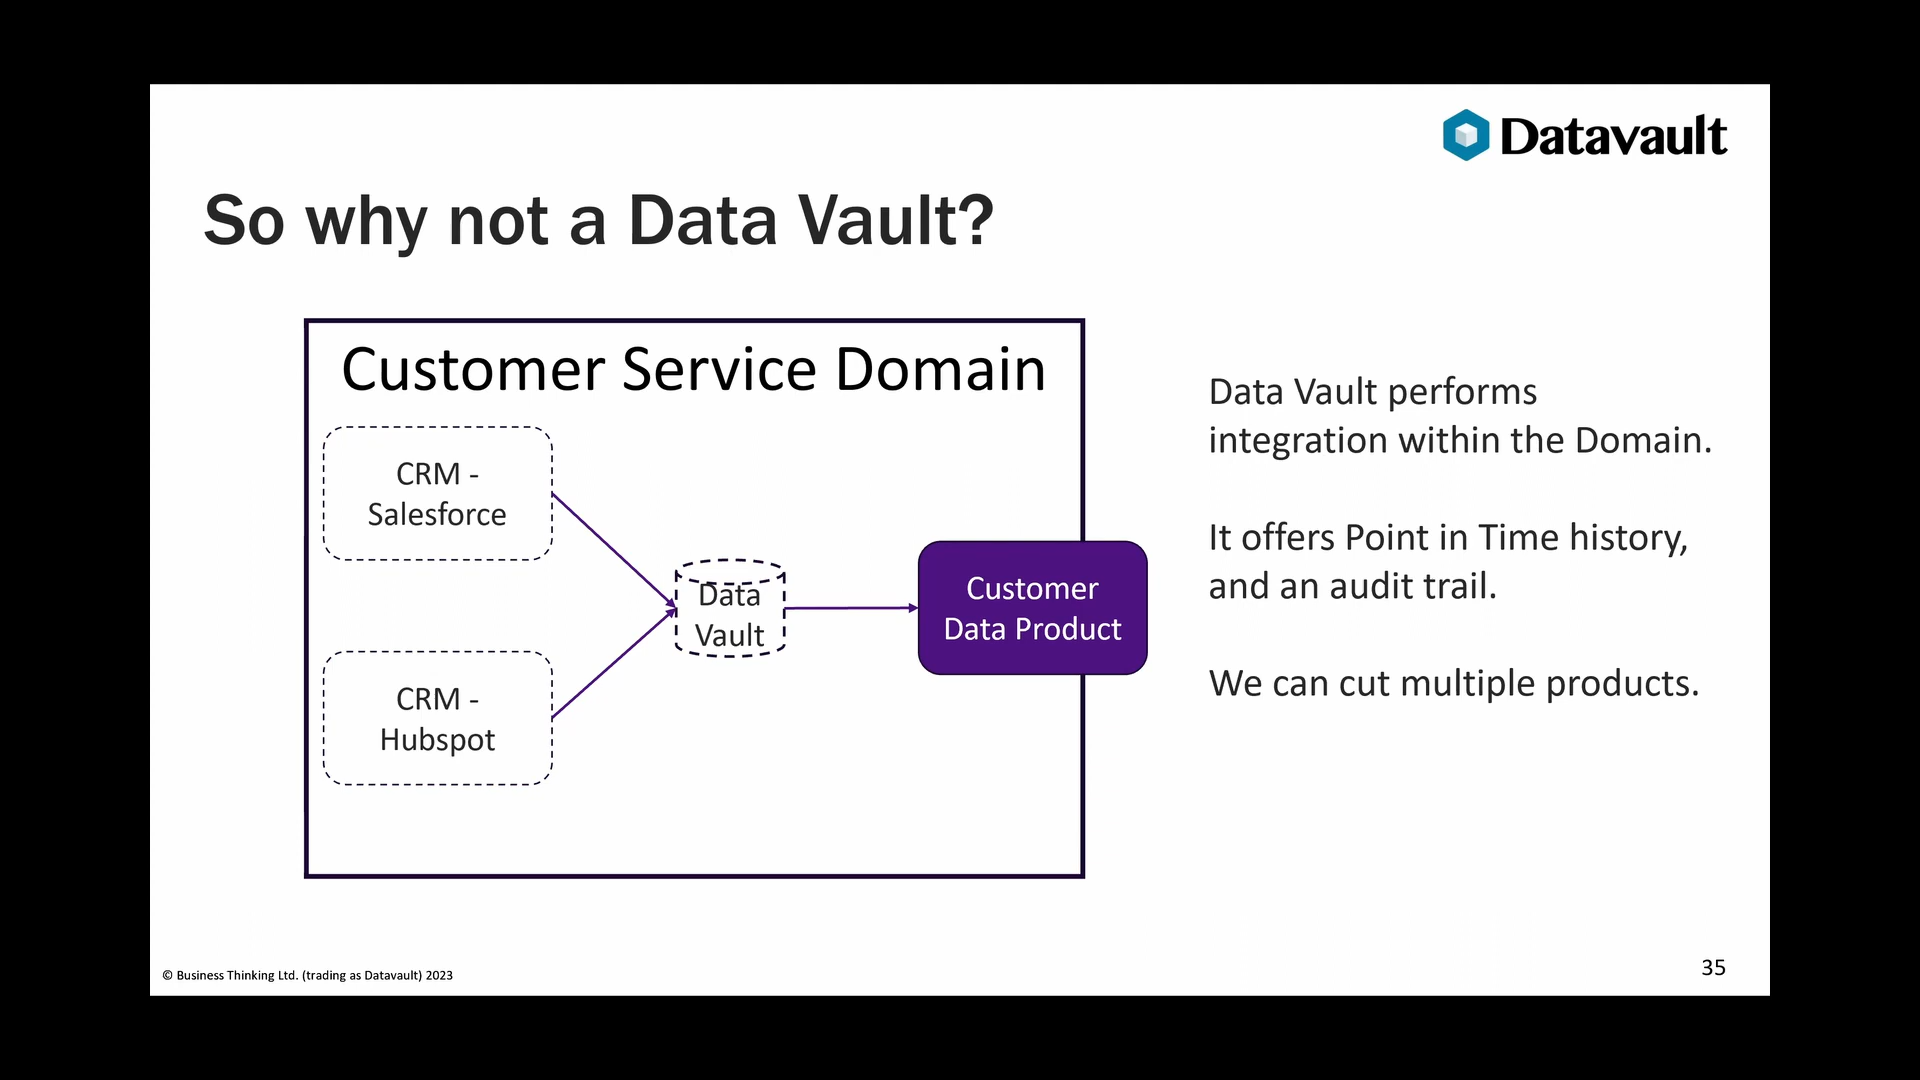 Datavault
So why not a Data Vault?
Customer Service Domain
CRM -
Salesforce
CRM -
Hubspot
Data
Vault
Customer
Data Product
Data Vault performs
integration within the Domain.
It offers Point in Time history,
and an audit trail.
We can cut multiple products.
© Business Thinking Ltd. (trading as Datavault) 2023
35